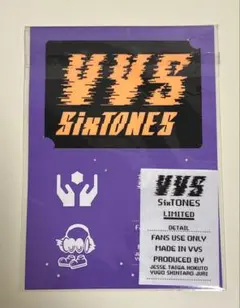 VVS
SixTONES
VVS
SixTONES
LIMITED
DETAIL
FANS USE ONLY
MADE IN VVS
PRODUCED BY
JESSE TAIGA HOKUTO
YUGO SHINTARO JURI